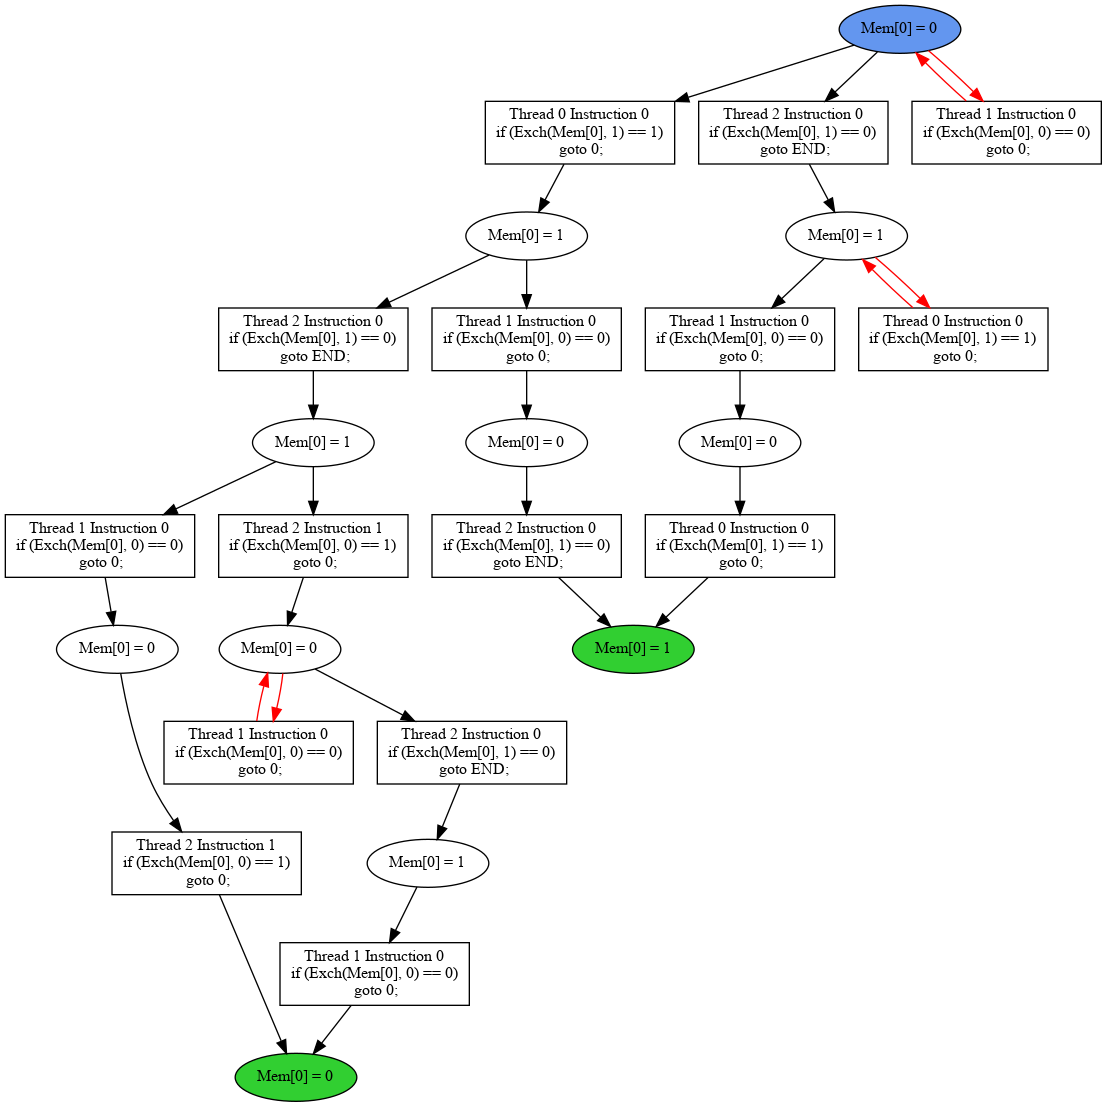 Mem[0] = 0
Thread 0 Instruction 0
if (Exch(Mem[0], 1) == 1)
goto 0;
Thread 2 Instruction 0
if (Exch(Mem[0], 1) == 0)
goto END;
Thread 1 Instruction 0
if (Exch(Mem[0], 0) == 0)
goto 0;
Mem[0] = 1
Mem[0] = 1
Thread 2 Instruction 0
if (Exch(Mem[0], 1) == 0)
goto END;
Thread 1 Instruction 0
if (Exch(Mem[0], 0) == 0)
goto 0;
Thread 1 Instruction 0
if (Exch(Mem[0], 0) == 0)
goto 0;
Thread 0 Instruction 0
if (Exch(Mem[0], 1) == 1)
goto 0;
Mem[0] = 1
Mem[0] = 0
Mem[0] = 0
Thread 1 Instruction 0
if (Exch(Mem[0], 0) == 0)
goto 0;
Thread 2 Instruction 1
if (Exch(Mem[0], 0) == 1)
goto 0;
Thread 2 Instruction 0
if (Exch(Mem[0], 1) == 0)
goto END;
Thread 0 Instruction 0
if (Exch(Mem[0], 1) == 1)
goto 0;
Mem[0] = 0
Mem[0] = 0
Mem[0] = 1
Thread 1 Instruction 0
if (Exch(Mem[0], 0) == 0)
goto 0;
Thread 2 Instruction 0
if (Exch(Mem[0], 1) == 0)
goto END;
Thread 2 Instruction 1
if (Exch(Mem[0], 0) == 1)
goto 0;
Mem[0] = 1
Thread 1 Instruction 0
if (Exch(Mem[0], 0) == 0)
goto 0;
Mem[0] = 0